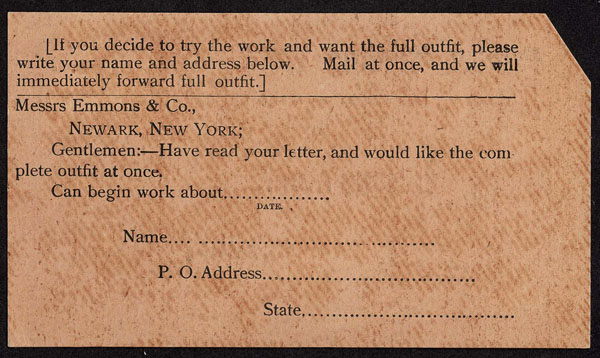 [If you decide to try the work and want the full outfit, please
write your name and address below. Mail at once, and we will
immediately forward full outfit.]
Messrs Emmons & Co.,
NEWARK, NEW YORK;
Gentlemen:—Have read your letter, and would like the com
plete outfit at once.
Can begin work about..................
DATE.
Name.... ..........................................
P. O. Address.....................................
State,.....................................